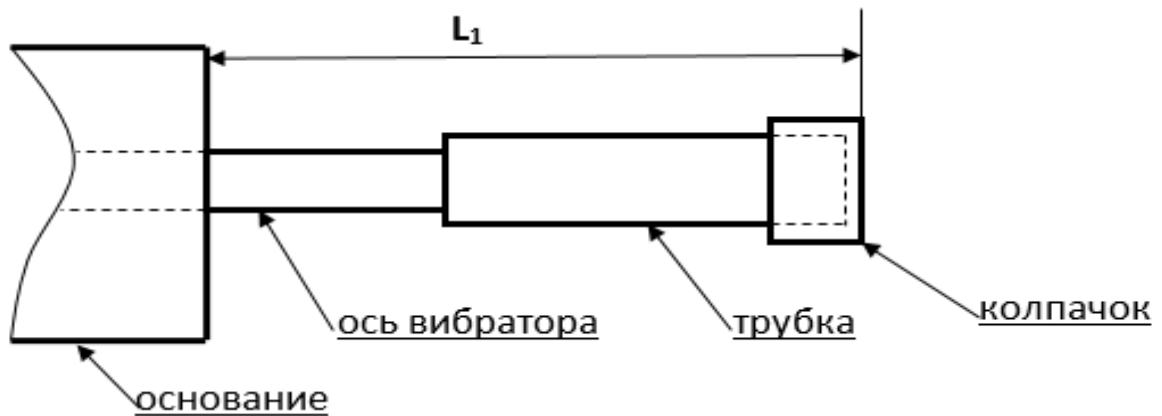 L₁
ось вибратора
трубка
колпачок
основание